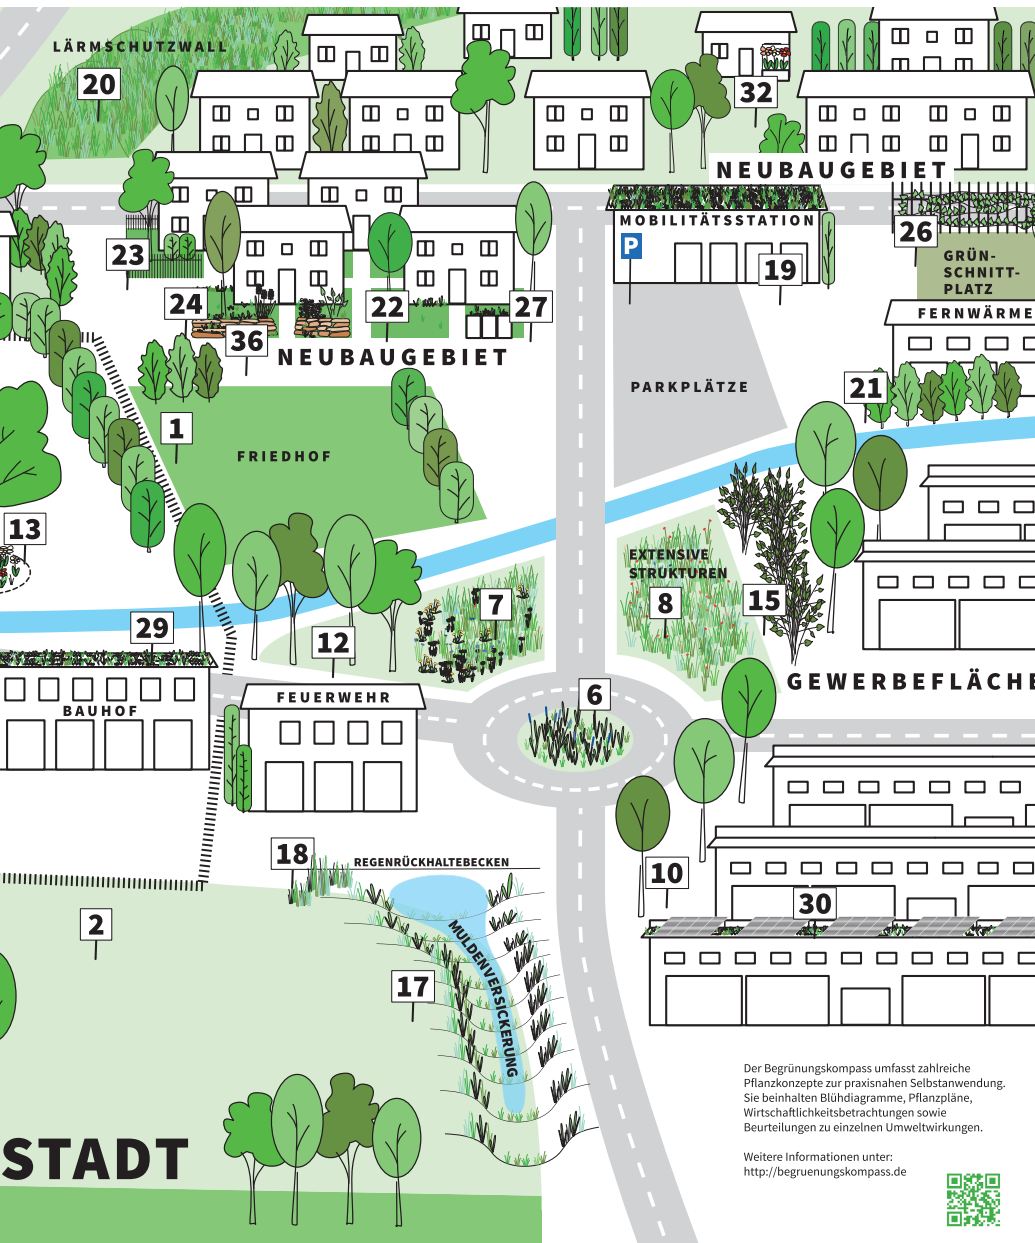 LÄRMSCHUTZWALL
20
32
NEUBAUGEBIET
MOBILITÄTSSTATION
P
19
26
GRÜN-
SCHNITT-
PLATZ
FERNWÄRME
23
24
22
27
36
NEUBAUGEBIET
PARKPLÄTZE
21
1
FRIEDHOF
13
EXTENSIVE
STRUKTUREN
7
8
15
29
12
BAUHOF
FEUERWEHR
6
GEWERBEFLÄCHE
18
REGENRÜCKHALTEBECKEN
10
30
2
MULDENVERSICKERUNG
17
STADT
Der Begrünungskompass umfasst zahlreiche
Pflanzkonzepte zur praxisnahen Selbstanwendung.
Sie beinhalten Blühdiagramme, Pflanzpläne,
Wirtschaftlichkeitsbetrachtungen sowie
Beurteilungen zu einzelnen Umweltwirkungen.
Weitere Informationen unter:
http://begruenungskompass.de